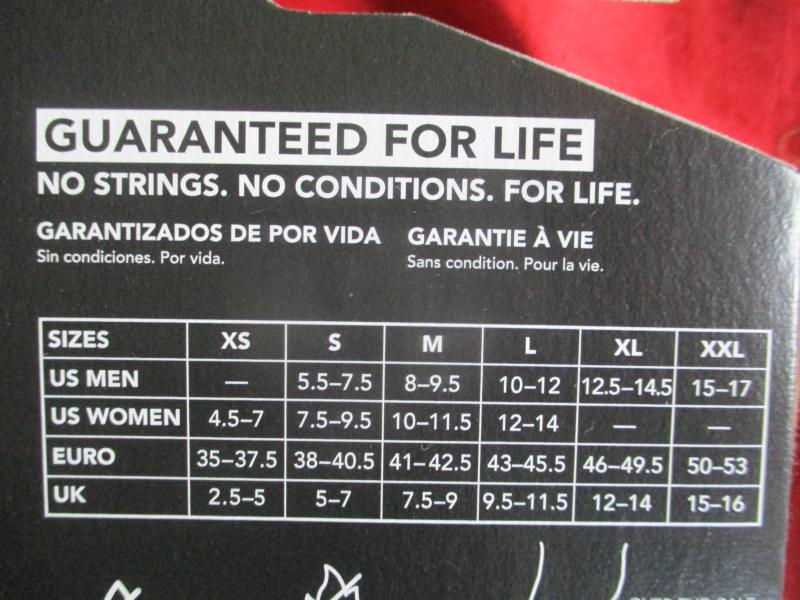 GUARANTEED FOR LIFE
NO STRINGS. NO CONDITIONS. FOR LIFE.
GARANTIZADOS DE POR VIDA GARANTIE À VIE
Sin condiciones. Por vida. Sans condition. Pour la vie.
SIZES XS S M L XL XXL
US MEN — 5.5–7.5 8–9.5 10–12 12.5–14.5 15–17
US WOMEN 4.5–7 7.5–9.5 10–11.5 12–14 — —
EURO 35–37.5 38–40.5 41–42.5 43–45.5 46–49.5 50–53
UK 2.5–5 5–7 7.5–9 9.5–11.5 12–14 15–16